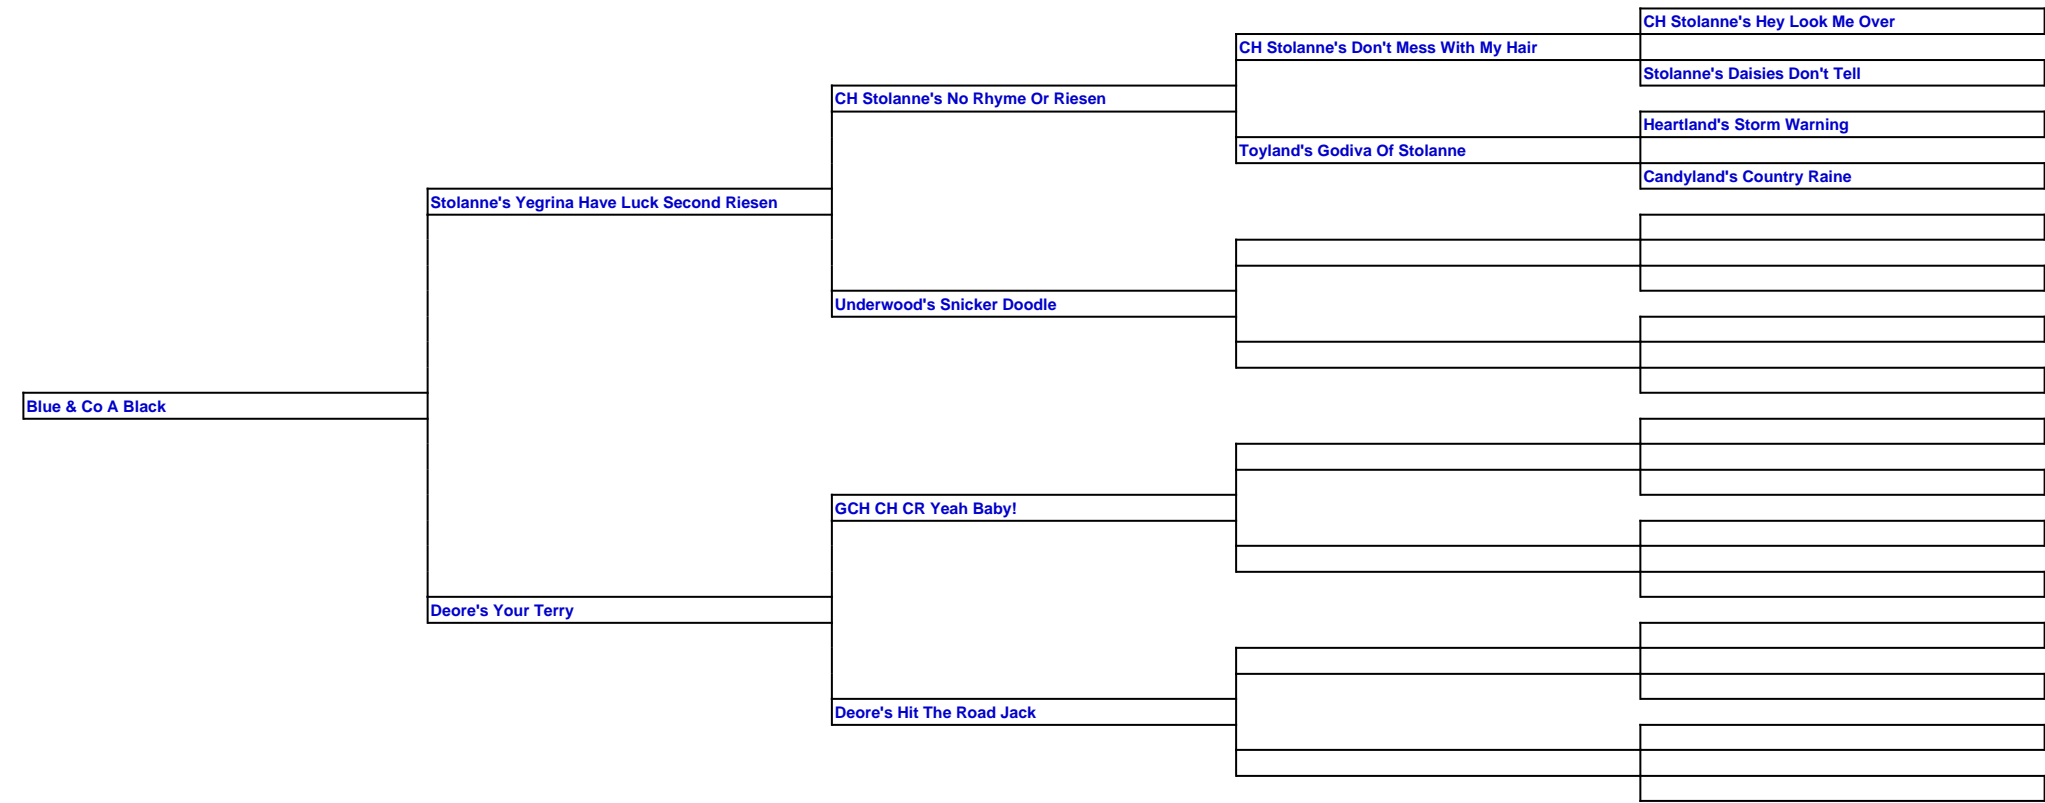 CH Stolanne's Hey Look Me Over
CH Stolanne's Don't Mess With My Hair
Stolanne's Daisies Don't Tell
CH Stolanne's No Rhyme Or Riesen
Heartland's Storm Warning
Toyland's Godiva Of Stolanne
Candyland's Country Raine
Stolanne's Yegrina Have Luck Second Riesen
Underwood's Snicker Doodle
Blue & Co A Black
GCH CH CR Yeah Baby!
Deore's Your Terry
Deore's Hit The Road Jack